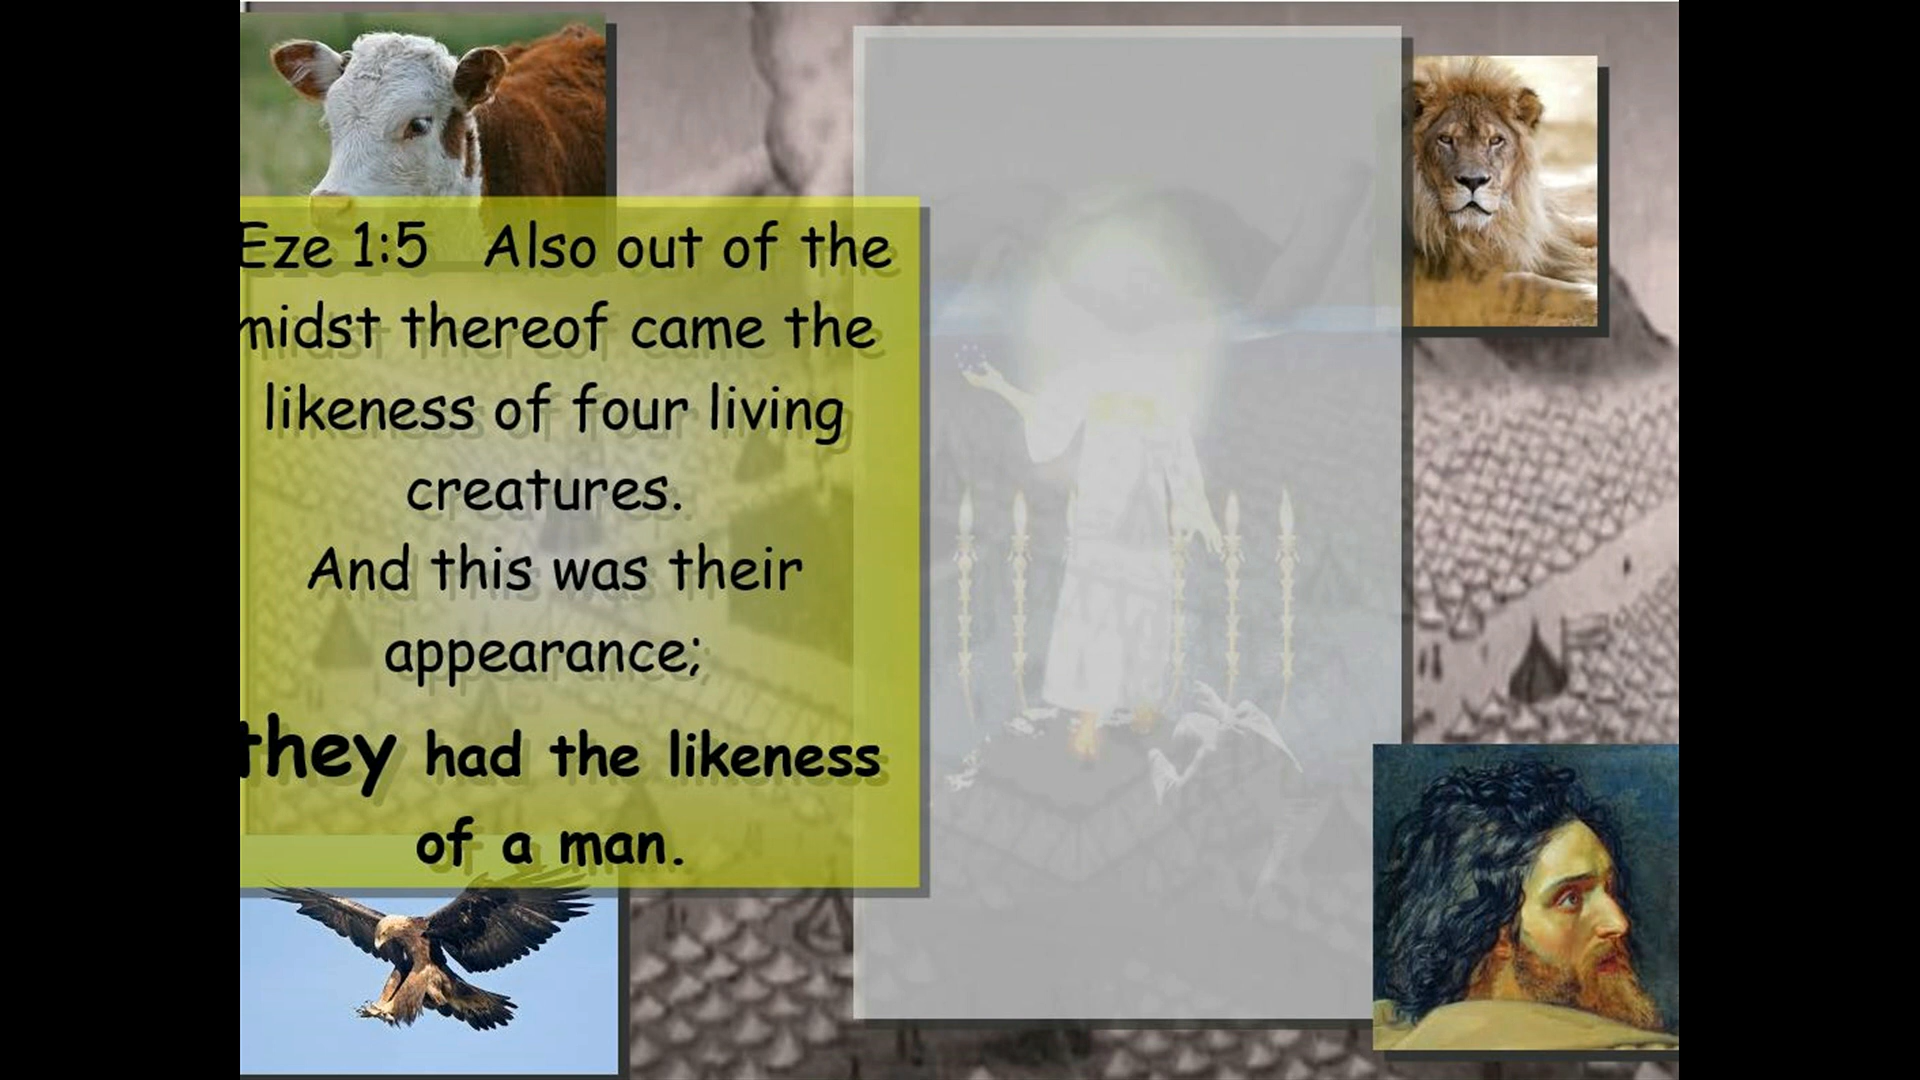 Eze 1:5 Also out of the
midst thereof came the
likeness of four living
creatures.
And this was their
appearance;
they had the likeness
of a man.